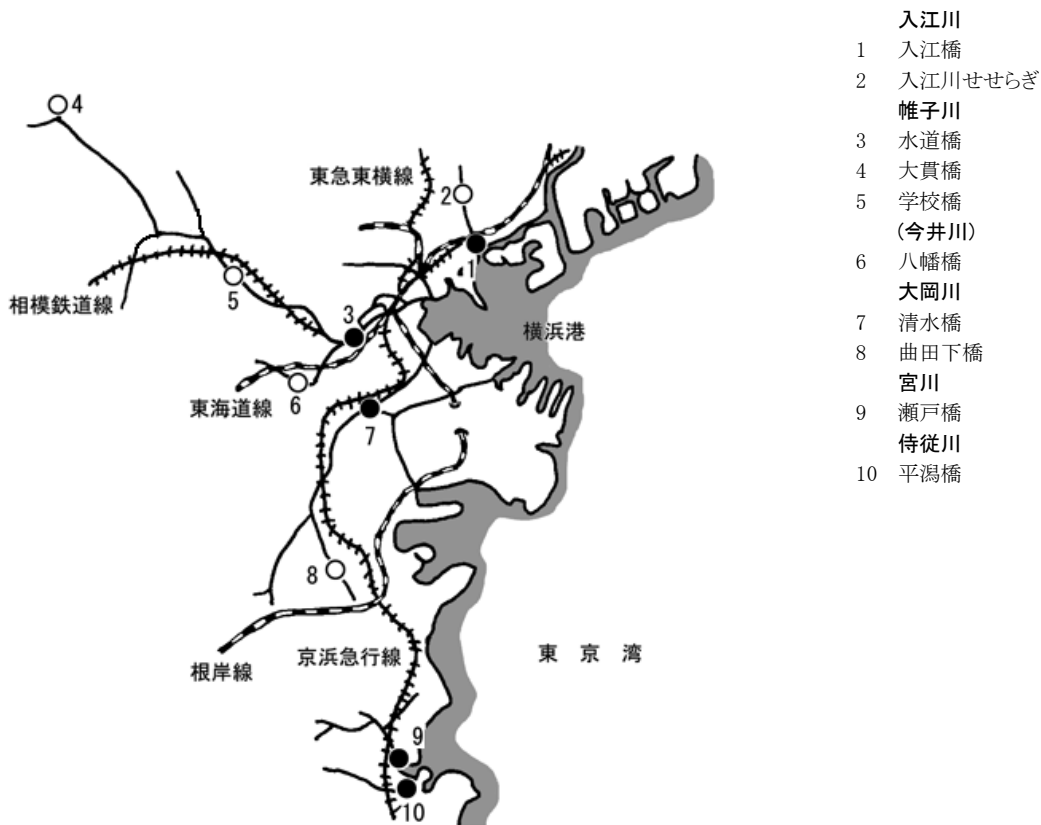 4
東急東横線
2
1
5
相模鉄道線
3
横浜港
6
東海道線
7
8
根岸線
京浜急行線
東 京 湾
9
10
入江川
1 入江橋
2 入江川せせらぎ
帷子川
3 水道橋
4 大貫橋
5 学校橋
(今井川)
6 八幡橋
大岡川
7 清水橋
8 曲田下橋
宮川
9 瀬戸橋
侍従川
10 平潟橋